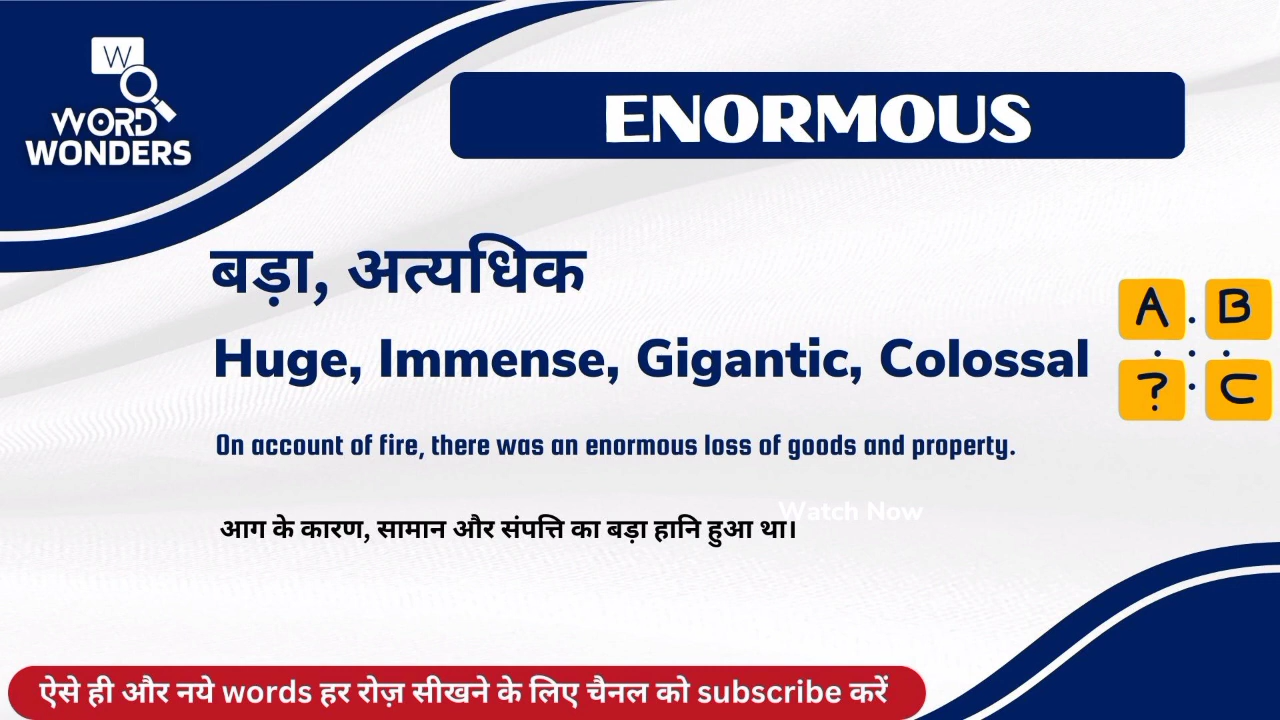 W
WORD
WONDERS
ENORMOUS
बड़ा, अत्यधिक
Huge, Immense, Gigantic, Colossal
A B
? C
On account of fire, there was an enormous loss of goods and property.
Watch Now
आग के कारण, सामान और संपत्ति का बड़ा हानि हुआ था।
ऐसे ही और नये words हर रोज़ सीखने के लिए चैनल को subscribe करें